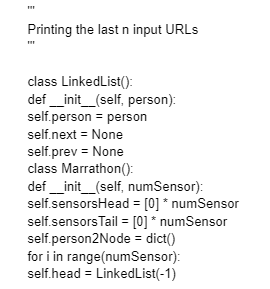 '''
Printing the last n input URLs
'''
class LinkedList():
def __init__(self, person):
self.person = person
self.next = None
self.prev = None
class Marrathon():
def __init__(self, numSensor):
self.sensorsHead = [0] * numSensor
self.sensorsTail = [0] * numSensor
self.person2Node = dict()
for i in range(numSensor):
self.head = LinkedList(-1)